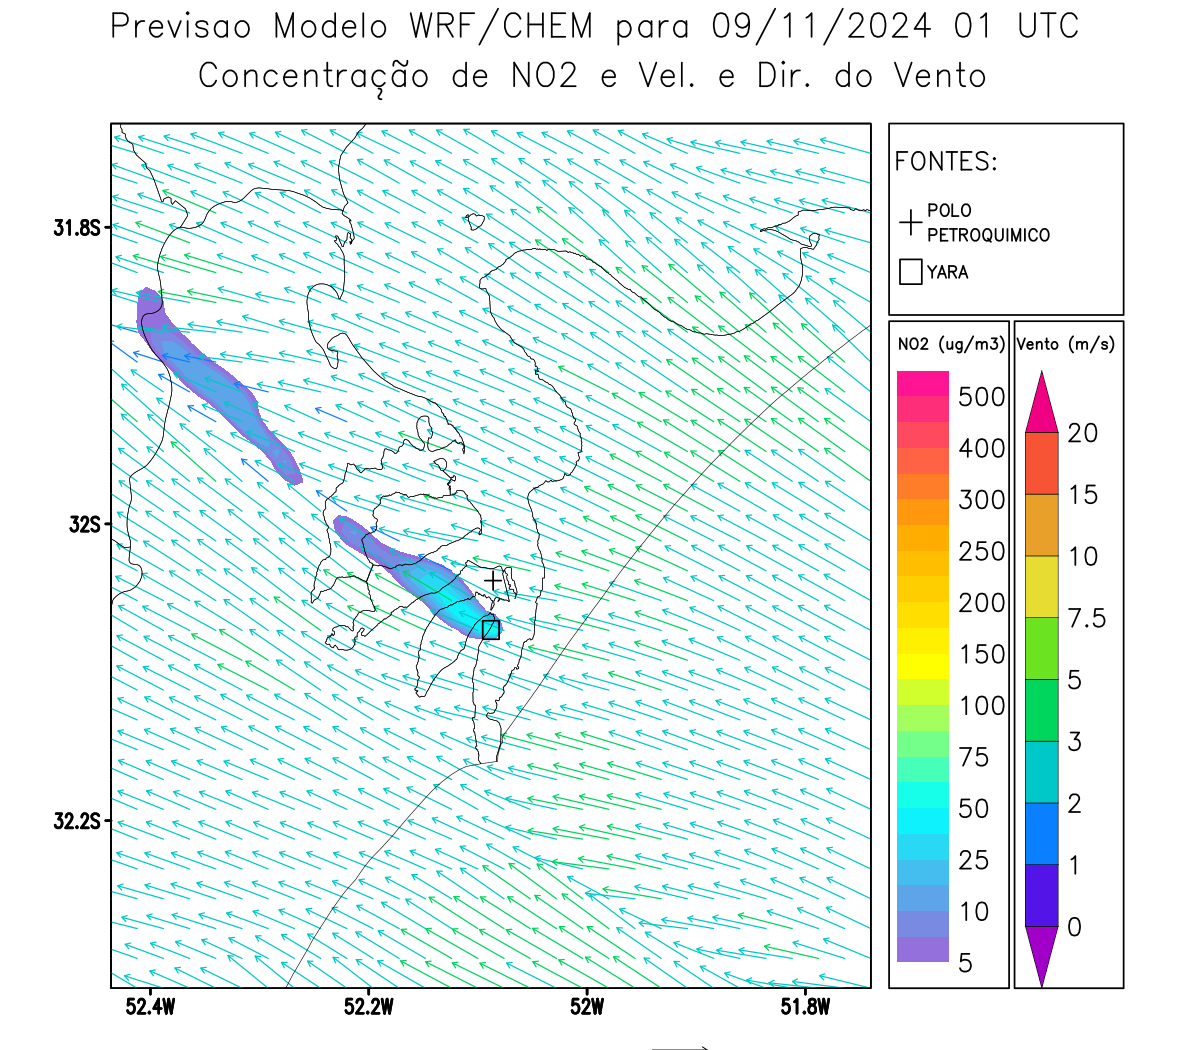 Previsao Modelo WRF/CHEM para 09/11/2024 01 UTC
Concentração de NO2 e Vel. e Dir. do Vento
FONTES:
POLO
PETROQUIMICO
YARA
NO2 (ug/m3)
500
400
300
250
200
150
100
75
50
25
10
5
Vento (m/s)
20
15
10
7.5
5
3
2
1
0
31.8S
32S
32.2S
52.4W
52.2W
52W
51.8W